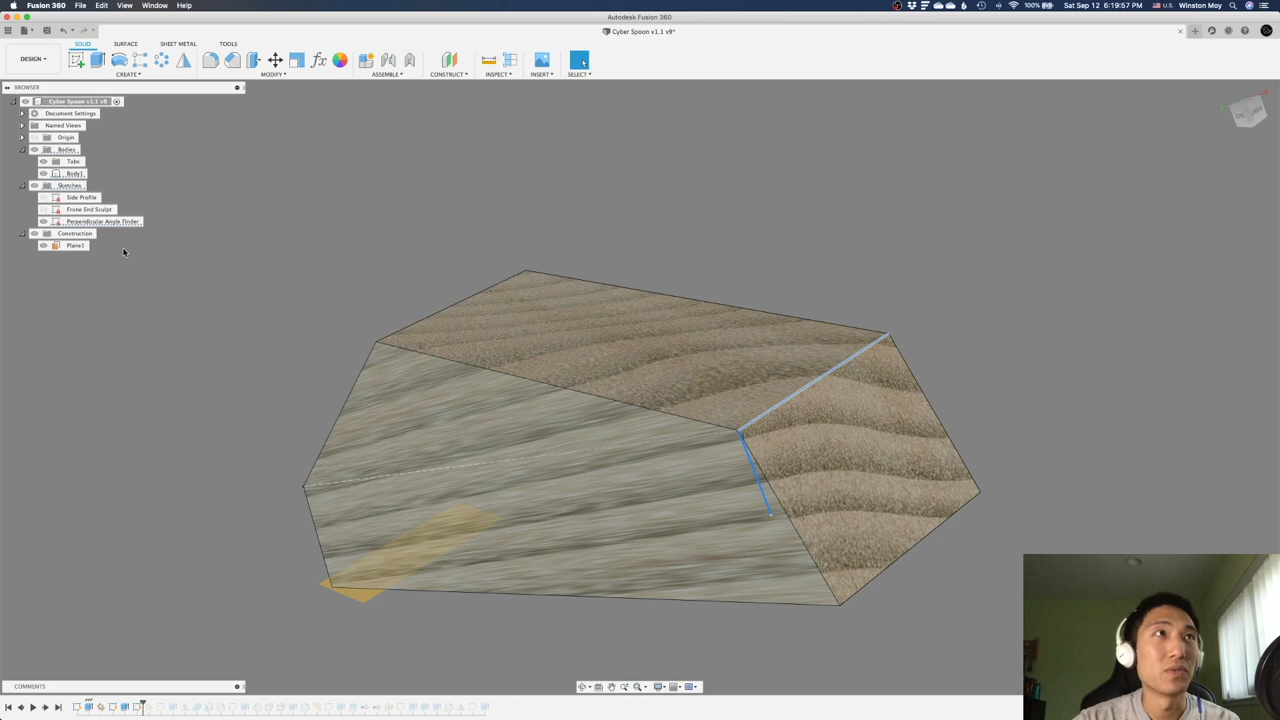 Fusion 360 File Edit View Window Help 100% U.S. Sat Sep 12 6:19:57 PM Winston Moy
Autodesk Fusion 360
Cyber Spoon v1.1 v9*
SOLID SURFACE SHEET METAL TOOLS
DESIGN
CREATE MODIFY ASSEMBLE CONSTRUCT INSPECT INSERT SELECT
BROWSER
Cyber Spoon v1.1 v9
Document Settings
Named Views
Origin
Bodies
Tabs
Body1
Sketches
Side Profile
Frone End Sculpt
Perpendicular Angle Finder
Construction
Plane1
COMMENTS